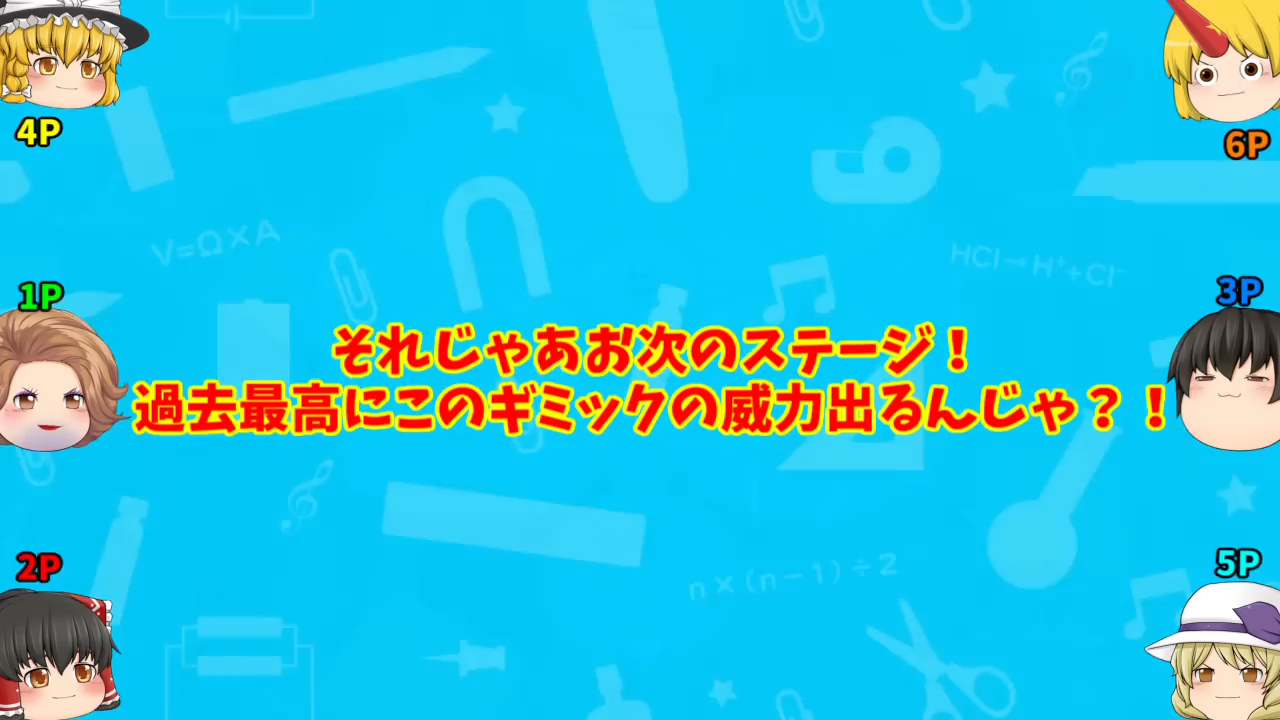 4P
6P
V=Ω×A
HCl→H⁺+Cl⁻
1P
3P
それじゃあお次のステージ！
過去最高にこのギミックの威力出るんじゃ？！
2P
5P
n×(n-1)÷2